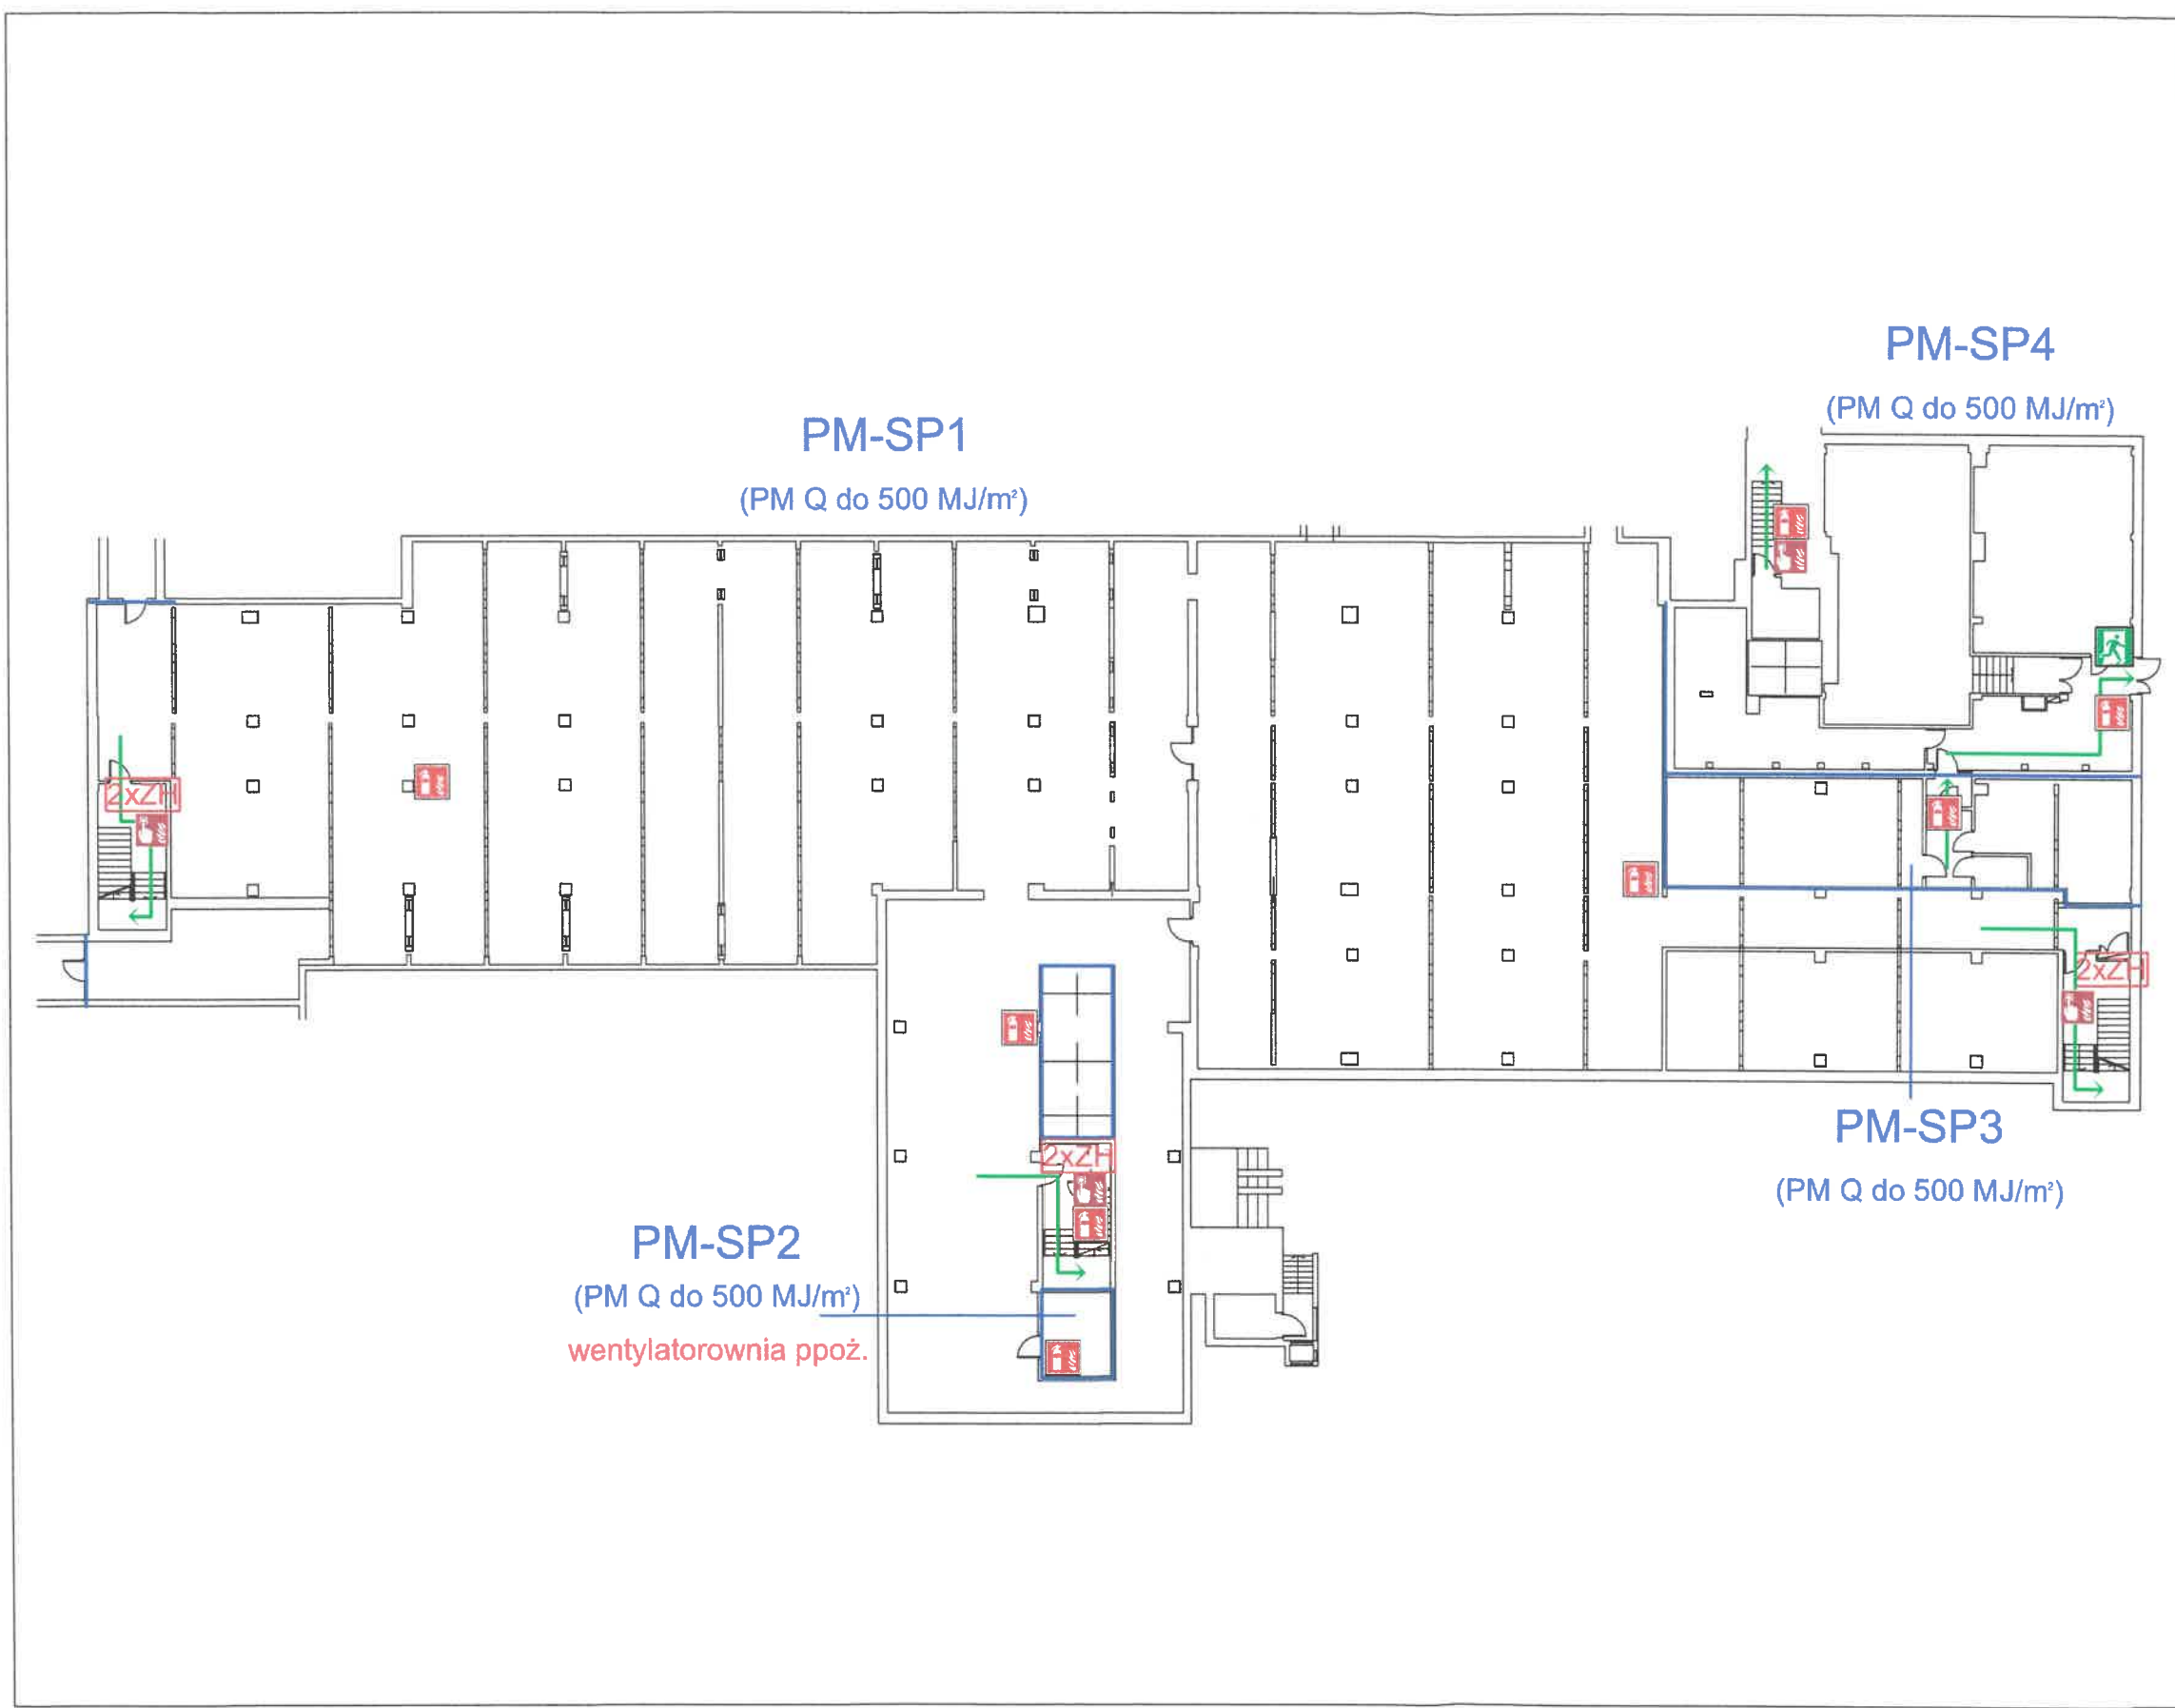 PM-SP4
(PM Q do 500 MJ/m²)
PM-SP1
(PM Q do 500 MJ/m²)
2xZH
2xZH
PM-SP3
(PM Q do 500 MJ/m²)
2xZH
PM-SP2
(PM Q do 500 MJ/m²)
wentylatorownia ppoż.